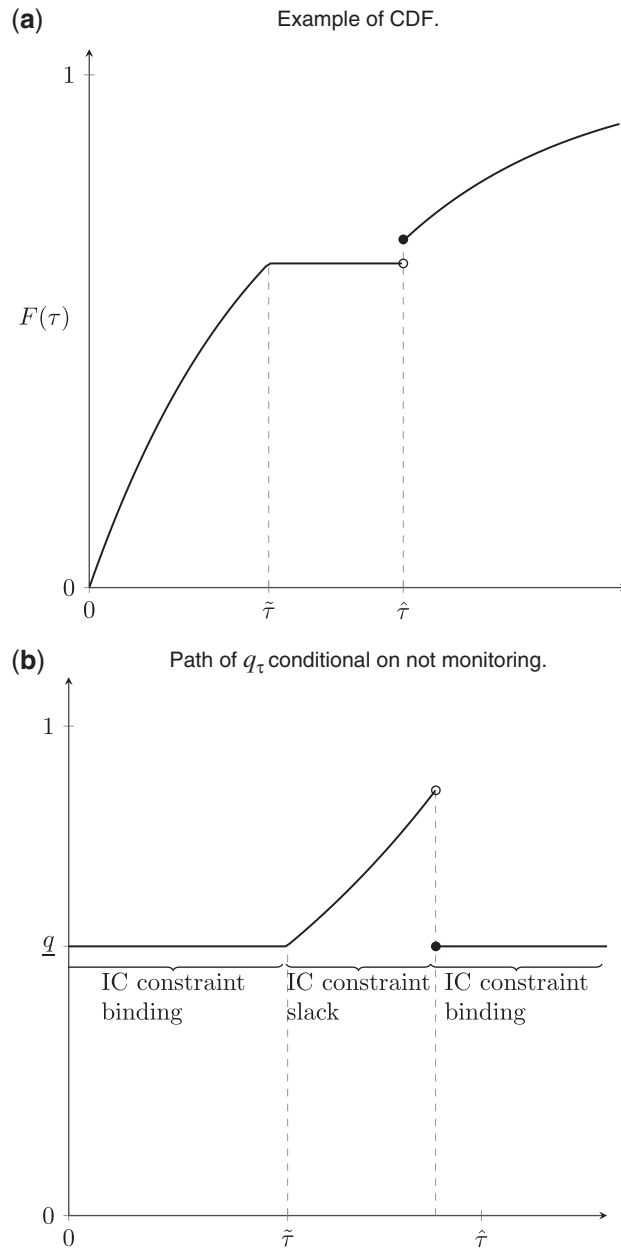 (a)
Example of CDF.
1
F(τ)
0
0
τ̃
τ̂
(b)
Path of qτ conditional on not monitoring.
1
q
IC constraint binding
IC constraint slack
IC constraint binding
0
0
τ̃
τ̂